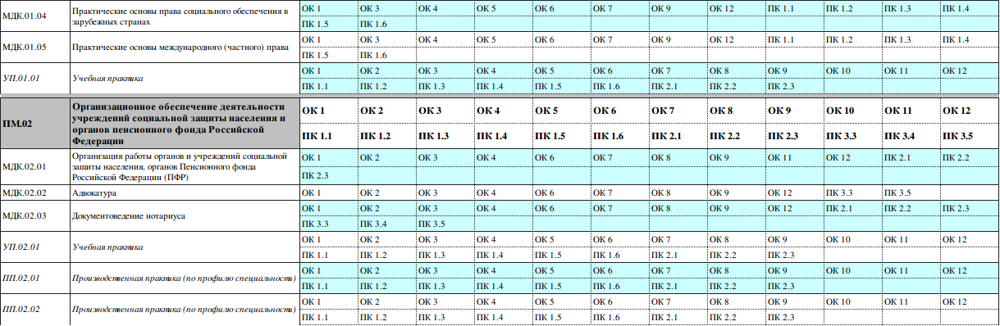 МДК.01.04 Практические основы права социального обеспечения в зарубежных странах ОК 1 ОК 3 ОК 4 ОК 5 ОК 6 ОК 7 ОК 9 ОК 12 ПК 1.1 ПК 1.2 ПК 1.3 ПК 1.4
ПК 1.5 ПК 1.6
МДК.01.05 Практические основы международного (частного) права ОК 1 ОК 3 ОК 4 ОК 5 ОК 6 ОК 7 ОК 9 ОК 12 ПК 1.1 ПК 1.2 ПК 1.3 ПК 1.4
ПК 1.5 ПК 1.6
УП.01.01 Учебная практика ОК 1 ОК 2 ОК 3 ОК 4 ОК 5 ОК 6 ОК 7 ОК 8 ОК 9 ОК 10 ОК 11 ОК 12
ПК 1.1 ПК 1.2 ПК 1.3 ПК 1.4 ПК 1.5 ПК 1.6 ПК 2.1 ПК 2.2 ПК 2.3
ПМ.02 Организационное обеспечение деятельности учреждений социальной защиты населения и органов пенсионного фонда Российской Федерации ОК 1 ОК 2 ОК 3 ОК 4 ОК 5 ОК 6 ОК 7 ОК 8 ОК 9 ОК 10 ОК 11 ОК 12
ПК 1.1 ПК 1.2 ПК 1.3 ПК 1.4 ПК 1.5 ПК 1.6 ПК 2.1 ПК 2.2 ПК 2.3 ПК 3.3 ПК 3.4 ПК 3.5
МДК.02.01 Организация работы органов и учреждений социальной защиты населения, органов Пенсионного фонда Российской Федерации (ПФР) ОК 1 ОК 2 ОК 3 ОК 4 ОК 6 ОК 7 ОК 8 ОК 9 ОК 11 ОК 12 ПК 2.1 ПК 2.2
ПК 2.3
МДК.02.02 Адвокатура ОК 1 ОК 2 ОК 3 ОК 4 ОК 6 ОК 7 ОК 8 ОК 9 ОК 12 ПК 3.3 ПК 3.5
МДК.02.03 Документоведение нотариуса ОК 1 ОК 2 ОК 3 ОК 4 ОК 6 ОК 7 ОК 8 ОК 9 ОК 12 ПК 2.1 ПК 2.2 ПК 2.3
ПК 3.3 ПК 3.4 ПК 3.5
УП.02.01 Учебная практика ОК 1 ОК 2 ОК 3 ОК 4 ОК 5 ОК 6 ОК 7 ОК 8 ОК 9 ОК 10 ОК 11 ОК 12
ПК 1.1 ПК 1.2 ПК 1.3 ПК 1.4 ПК 1.5 ПК 1.6 ПК 2.1 ПК 2.2 ПК 2.3
ПП.02.01 Производственная практика (по профилю специальности) ОК 1 ОК 2 ОК 3 ОК 4 ОК 5 ОК 6 ОК 7 ОК 8 ОК 9 ОК 10 ОК 11 ОК 12
ПК 1.1 ПК 1.2 ПК 1.3 ПК 1.4 ПК 1.5 ПК 1.6 ПК 2.1 ПК 2.2 ПК 2.3
ПП.02.02 Производственная практика (по профилю специальности) ОК 1 ОК 2 ОК 3 ОК 4 ОК 5 ОК 6 ОК 7 ОК 8 ОК 9 ОК 10 ОК 11 ОК 12
ПК 1.1 ПК 1.2 ПК 1.3 ПК 1.4 ПК 1.5 ПК 1.6 ПК 2.1 ПК 2.2 ПК 2.3